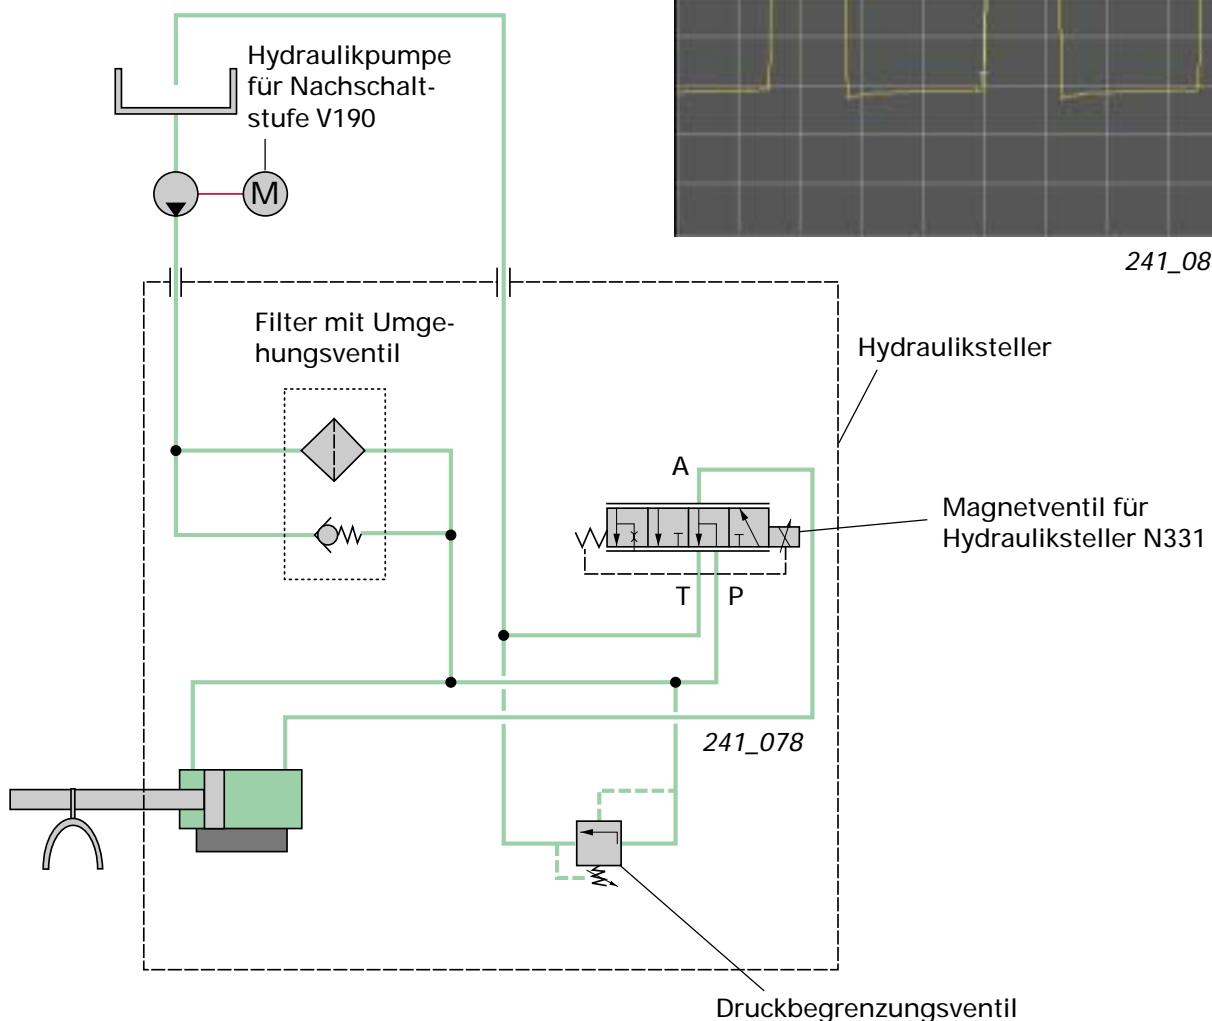 Hydraulikpumpe
für Nachschalt-
stufe V190
M
241_08
Filter mit Umge-
hungsventil
Hydrauliksteller
A
Magnetventil für
Hydrauliksteller N331
T P
241_078
Druckbegrenzungsventil